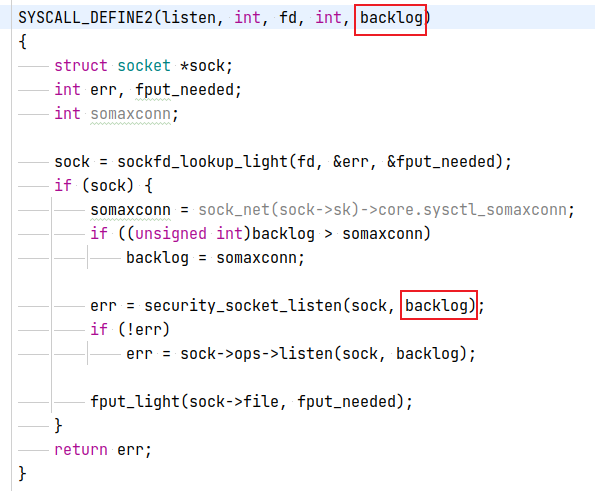 SYSCALL_DEFINE2(listen, int, fd, int, backlog)
{
struct socket *sock;
int err, fput_needed;
int somaxconn;
sock = sockfd_lookup_light(fd, &err, &fput_needed);
if (sock) {
somaxconn = sock_net(sock->sk)->core.sysctl_somaxconn;
if ((unsigned int)backlog > somaxconn)
backlog = somaxconn;
err = security_socket_listen(sock, backlog);
if (!err)
err = sock->ops->listen(sock, backlog);
fput_light(sock->file, fput_needed);
}
return err;
}